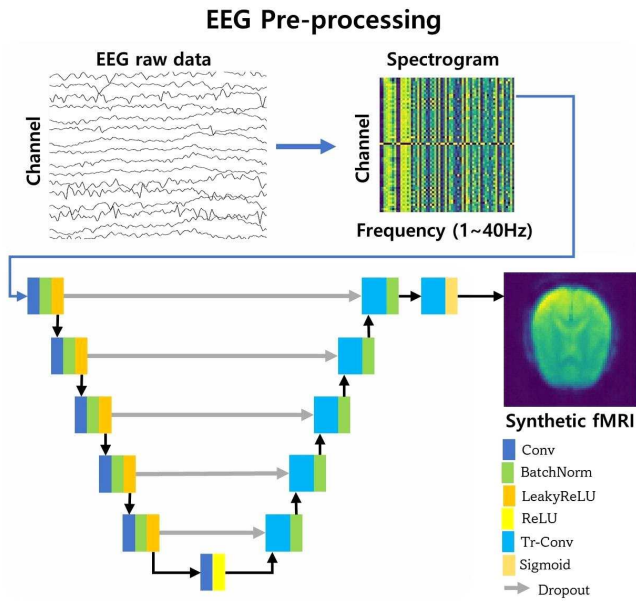 EEG Pre-processing
EEG raw data
Spectrogram
Channel
Channel
Frequency (1~40Hz)
Synthetic fMRI
Conv
BatchNorm
LeakyReLU
ReLU
Tr-Conv
Sigmoid
Dropout